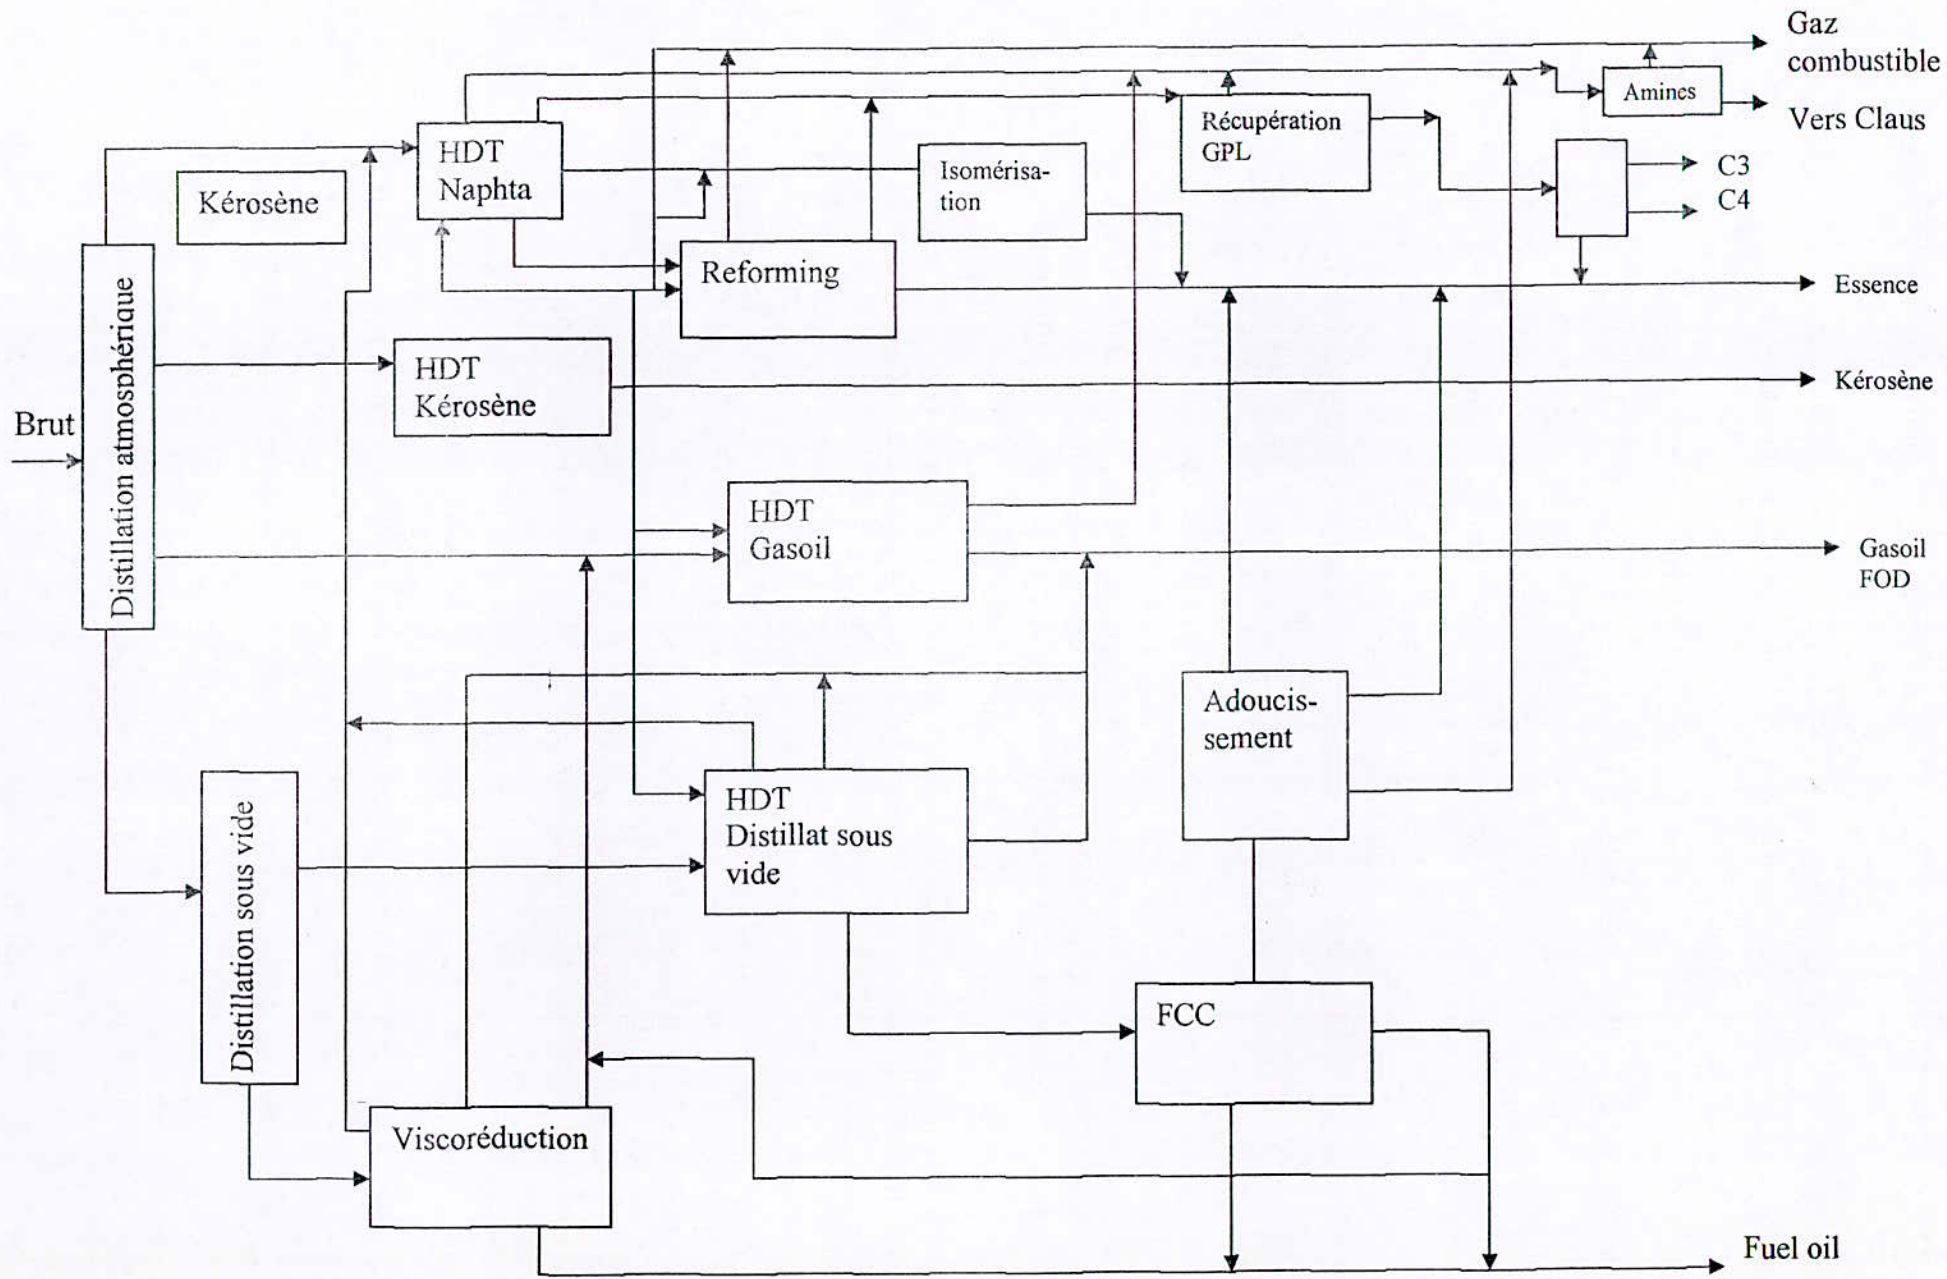 Gaz
combustible
Amines
Vers Claus
HDT
Naphta
Récupération
GPL
Isomérisa-
tion
C3
C4
Kérosène
Reforming
Essence
Distillation atmosphérique
HDT
Kérosène
Kérosène
Brut
HDT
Gasoil
Gasoil
FOD
Adoucis-
sement
HDT
Distillat sous
vide
Distillation sous vide
FCC
Viscoréduction
Fuel oil